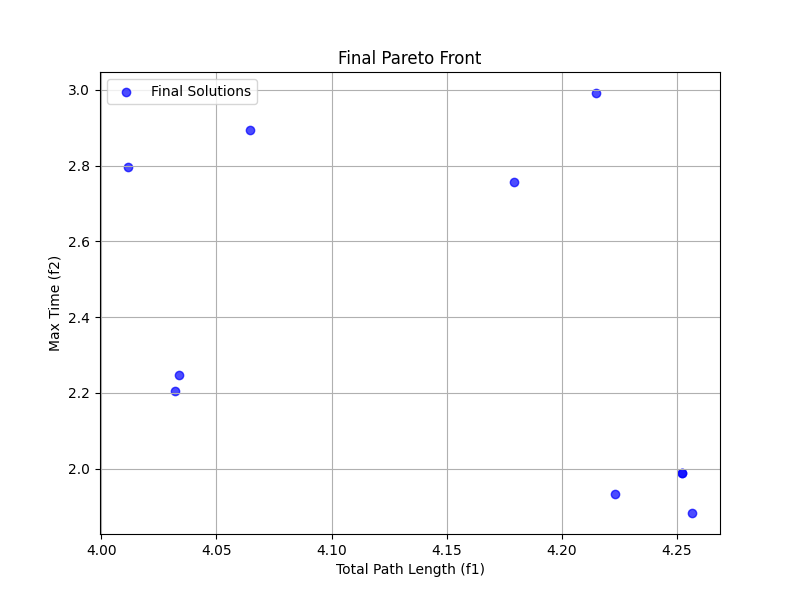 Final Pareto Front
Final Solutions
Max Time (f2)
3.0
2.8
2.6
2.4
2.2
2.0
4.00 4.05 4.10 4.15 4.20 4.25
Total Path Length (f1)